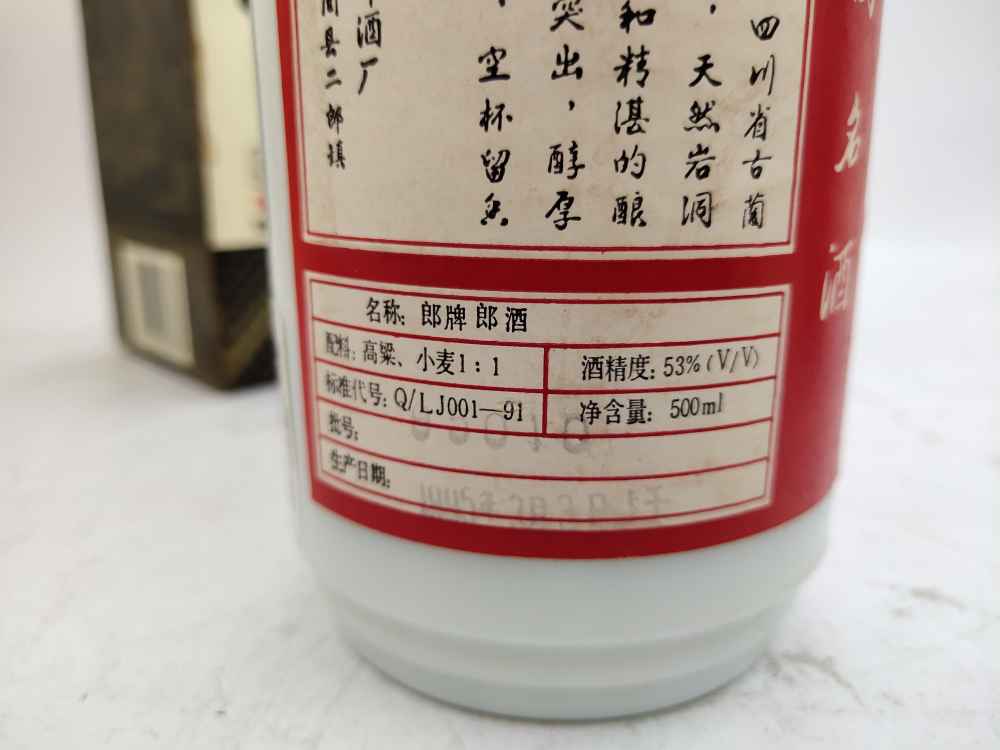 名酒
四川省古蔺
，天然岩洞
和精湛的酿
突出，醇厚
，空杯留香
酒厂
县二郎镇
名称：郎牌郎酒
配料：高粱、小麦1：1
酒精度：53%(V/V)
标准代号：Q/LJ001—91
净含量：500ml
批号：
生产日期：